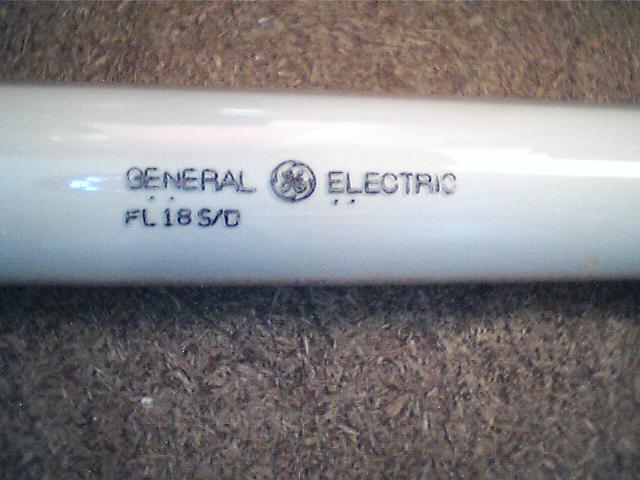 GENERAL GE ELECTRIC
FL 18 S/D